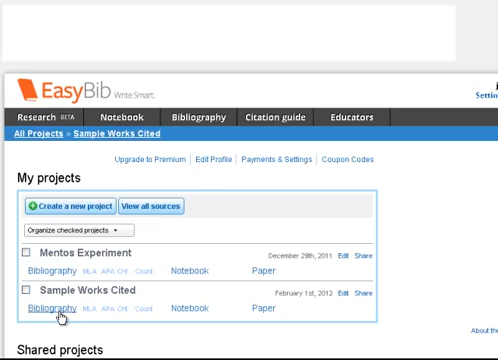 EasyBib Write Smart.
j
Settin
Research BETA Notebook Bibliography Citation guide Educators
All Projects » Sample Works Cited
Upgrade to Premium | Edit Profile | Payments & Settings | Coupon Codes
My projects
Create a new project View all sources
Organize checked projects
Mentos Experiment December 29th, 2011 Edit Share
Bibliography MLA APA CHI Count Notebook Paper
Sample Works Cited February 1st, 2012 Edit Share
Bibliography MLA APA CHI Count Notebook Paper
About th
Shared projects